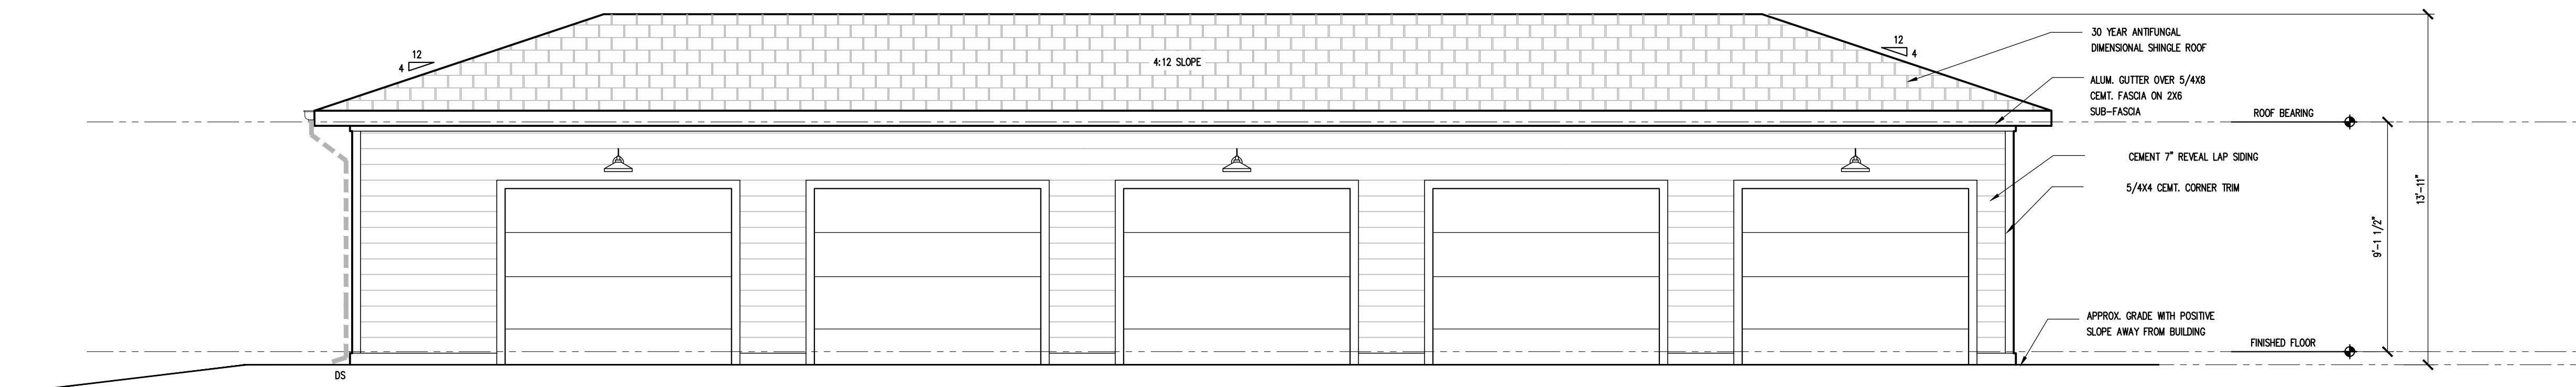 12
4
4:12 SLOPE
12
4
30 YEAR ANTIFUNGAL
DIMENSIONAL SHINGLE ROOF
ALUM. GUTTER OVER 5/4X8
CEMT. FASCIA ON 2X6
SUB-FASCIA
ROOF BEARING
CEMENT 7" REVEAL LAP SIDING
5/4X4 CEMT. CORNER TRIM
13'-11"
9'-1 1/2"
APPROX. GRADE WITH POSITIVE
SLOPE AWAY FROM BUILDING
FINISHED FLOOR
DS